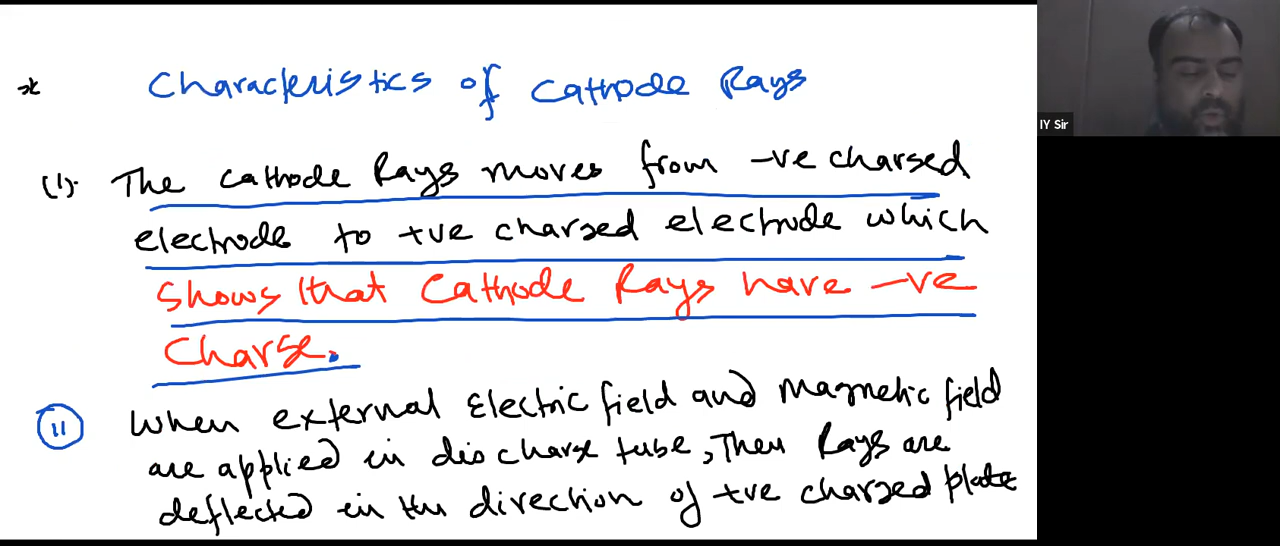 * Characteristics of Cathode Rays
IY Sir
(1). The cathode Rays moves from -ve charged
electrode to +ve charged electrode which
shows that Cathode Rays have -ve
Charge.
(11) When external Electric field and Magnetic field
are applied in discharge tube, Then Rays are
deflected in the direction of +ve charged plate